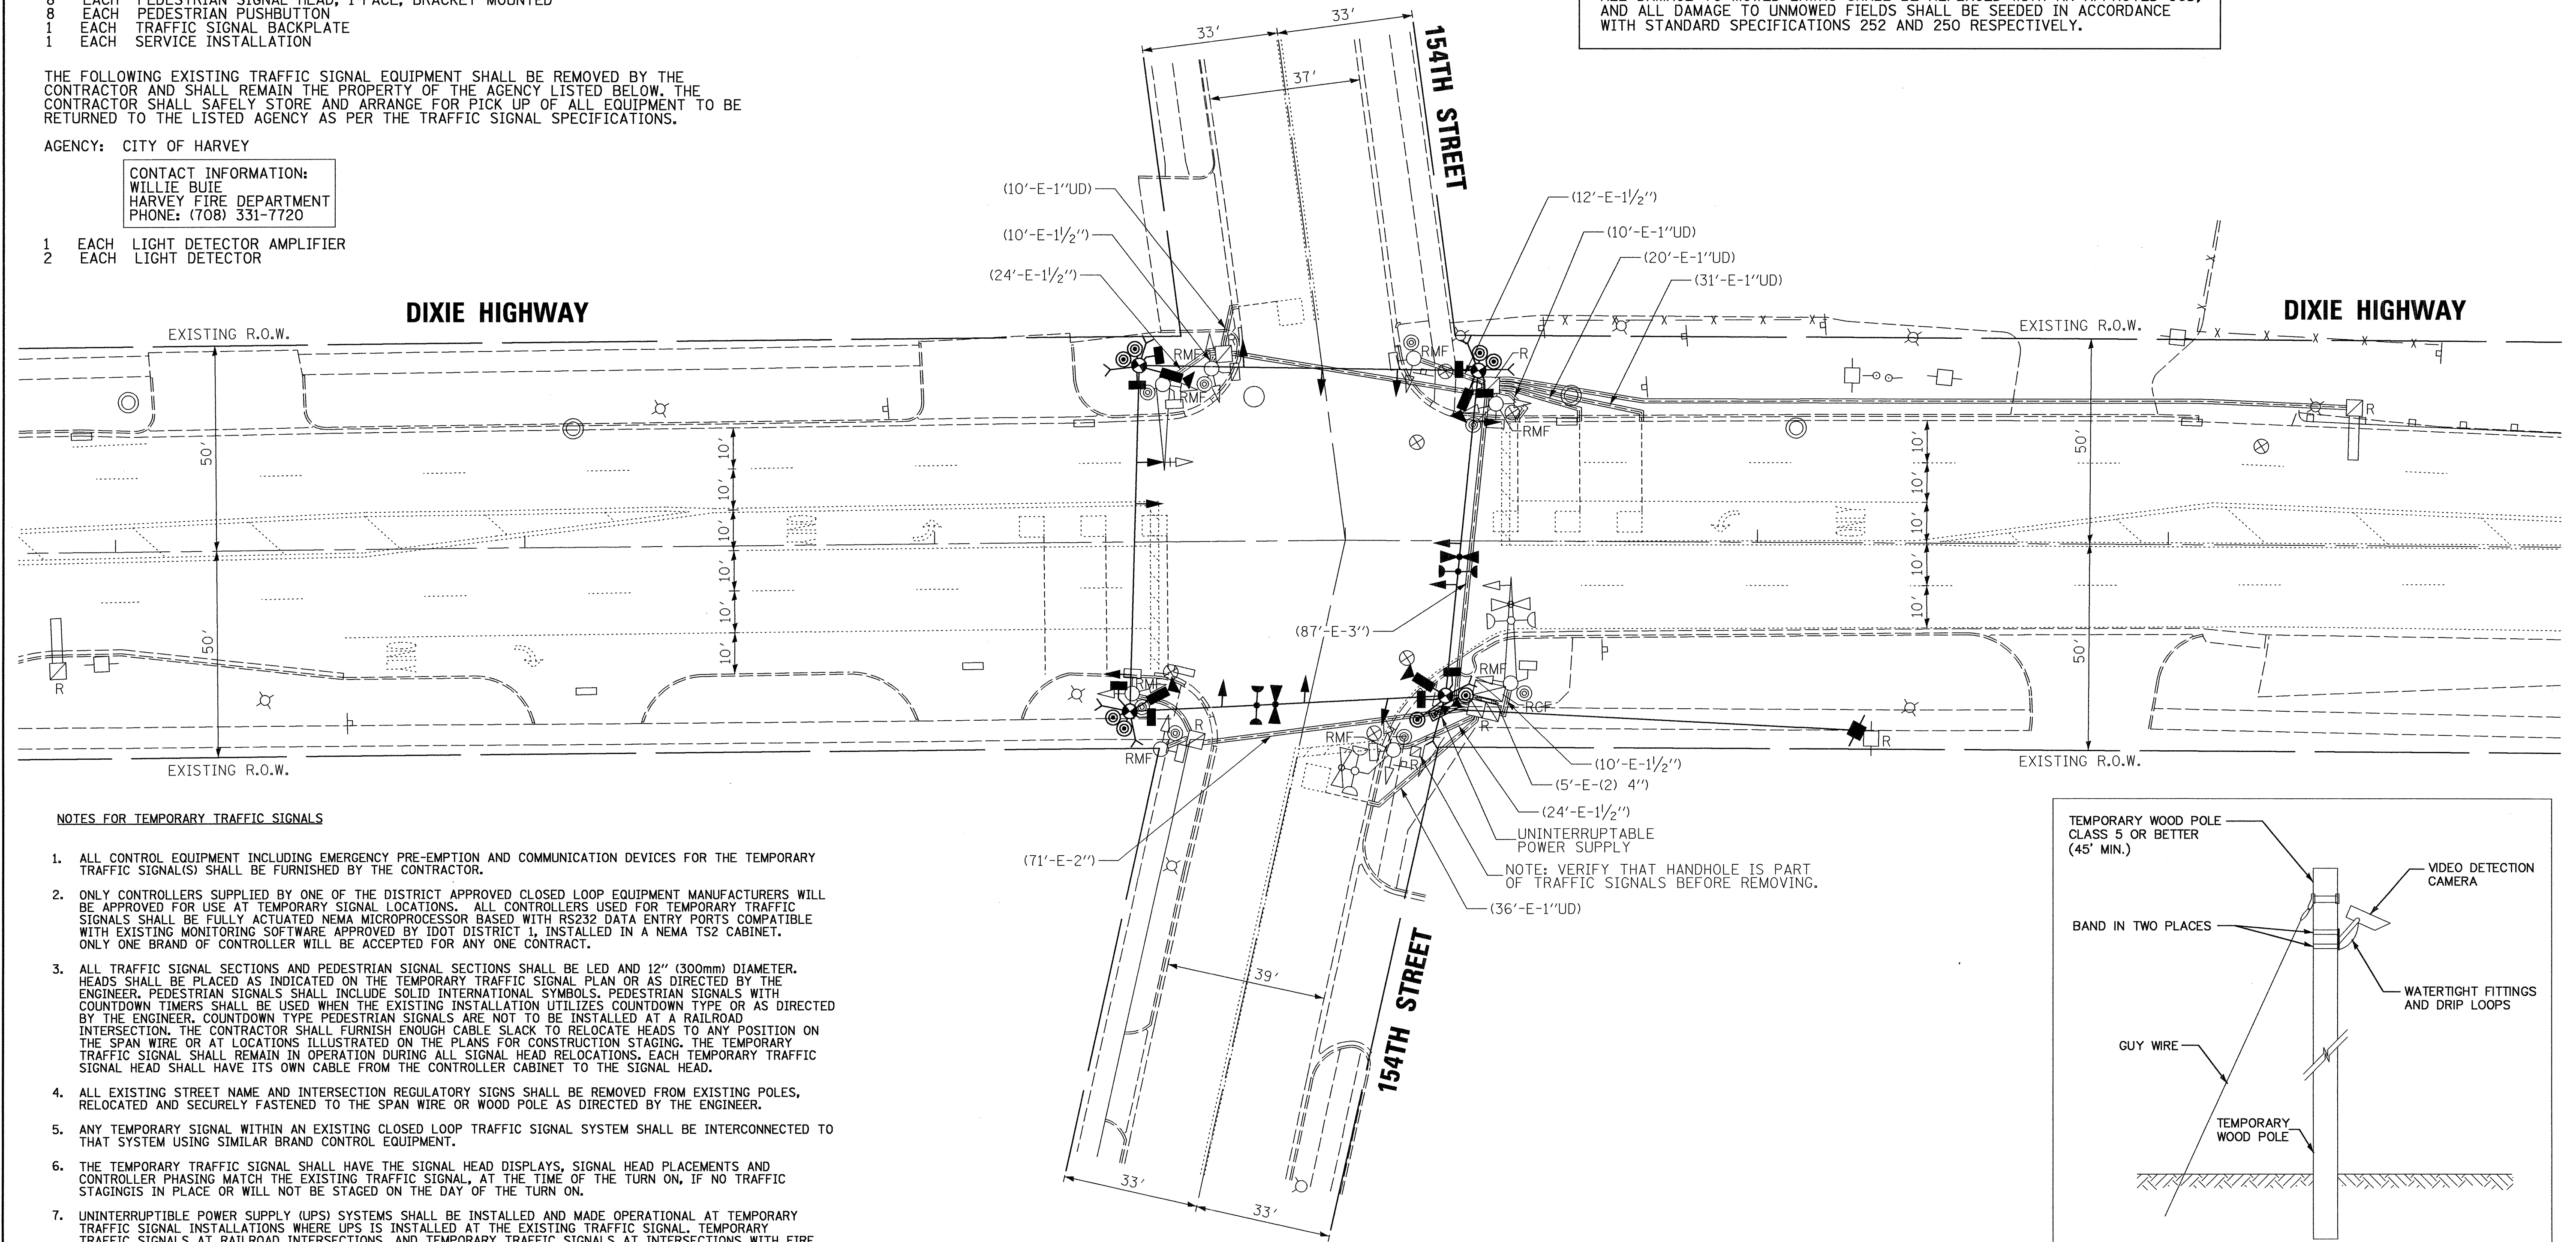 8 EACH PEDESTRIAN PUSHBUTTON
1 EACH TRAFFIC SIGNAL BACKPLATE
1 EACH SERVICE INSTALLATION
THE FOLLOWING EXISTING TRAFFIC SIGNAL EQUIPMENT SHALL BE REMOVED BY THE
CONTRACTOR AND SHALL REMAIN THE PROPERTY OF THE AGENCY LISTED BELOW. THE
CONTRACTOR SHALL SAFELY STORE AND ARRANGE FOR PICK UP OF ALL EQUIPMENT TO BE
RETURNED TO THE LISTED AGENCY AS PER THE TRAFFIC SIGNAL SPECIFICATIONS.
AGENCY: CITY OF HARVEY
CONTACT INFORMATION:
WILLIE BUIE
HARVEY FIRE DEPARTMENT
PHONE: (708) 331-7720
1 EACH LIGHT DETECTOR AMPLIFIER
2 EACH LIGHT DETECTOR
AND ALL DAMAGE TO UNMOWED FIELDS SHALL BE SEEDED IN ACCORDANCE
WITH STANDARD SPECIFICATIONS 252 AND 250 RESPECTIVELY.
33'
33'
37'
154TH STREET
(10'-E-1"UD)
(10'-E-1½")
(24'-E-1½")
(12'-E-1½")
(10'-E-1"UD)
(20'-E-1"UD)
(31'-E-1"UD)
DIXIE HIGHWAY
EXISTING R.O.W.
DIXIE HIGHWAY
EXISTING R.O.W.
RMF
R
RMF
RMF
R
RMF
R
50'
10'
10'
10'
10'
10'
10'
50'
50'
10'
10'
10'
10'
10'
50'
(87'-E-3")
R
RMF
R
RMF
RMF
RCF
R
RMF
R
R
EXISTING R.O.W.
EXISTING R.O.W.
(10'-E-1½")
(5'-E-(2) 4")
(24'-E-1½")
UNINTERRUPTABLE
POWER SUPPLY
NOTE: VERIFY THAT HANDHOLE IS PART
OF TRAFFIC SIGNALS BEFORE REMOVING.
(36'-E-1"UD)
(71'-E-2")
39'
154TH STREET
33'
33'
NOTES FOR TEMPORARY TRAFFIC SIGNALS
1. ALL CONTROL EQUIPMENT INCLUDING EMERGENCY PRE-EMPTION AND COMMUNICATION DEVICES FOR THE TEMPORARY
TRAFFIC SIGNAL(S) SHALL BE FURNISHED BY THE CONTRACTOR.
2. ONLY CONTROLLERS SUPPLIED BY ONE OF THE DISTRICT APPROVED CLOSED LOOP EQUIPMENT MANUFACTURERS WILL
BE APPROVED FOR USE AT TEMPORARY SIGNAL LOCATIONS. ALL CONTROLLERS USED FOR TEMPORARY TRAFFIC
SIGNALS SHALL BE FULLY ACTUATED NEMA MICROPROCESSOR BASED WITH RS232 DATA ENTRY PORTS COMPATIBLE
WITH EXISTING MONITORING SOFTWARE APPROVED BY IDOT DISTRICT 1, INSTALLED IN A NEMA TS2 CABINET.
ONLY ONE BRAND OF CONTROLLER WILL BE ACCEPTED FOR ANY ONE CONTRACT.
3. ALL TRAFFIC SIGNAL SECTIONS AND PEDESTRIAN SIGNAL SECTIONS SHALL BE LED AND 12" (300mm) DIAMETER.
HEADS SHALL BE PLACED AS INDICATED ON THE TEMPORARY TRAFFIC SIGNAL PLAN OR AS DIRECTED BY THE
ENGINEER. PEDESTRIAN SIGNALS SHALL INCLUDE SOLID INTERNATIONAL SYMBOLS. PEDESTRIAN SIGNALS WITH
COUNTDOWN TIMERS SHALL BE USED WHEN THE EXISTING INSTALLATION UTILIZES COUNTDOWN TYPE OR AS DIRECTED
BY THE ENGINEER. COUNTDOWN TYPE PEDESTRIAN SIGNALS ARE NOT TO BE INSTALLED AT A RAILROAD
INTERSECTION. THE CONTRACTOR SHALL FURNISH ENOUGH CABLE SLACK TO RELOCATE HEADS TO ANY POSITION ON
THE SPAN WIRE OR AT LOCATIONS ILLUSTRATED ON THE PLANS FOR CONSTRUCTION STAGING. THE TEMPORARY
TRAFFIC SIGNAL SHALL REMAIN IN OPERATION DURING ALL SIGNAL HEAD RELOCATIONS. EACH TEMPORARY TRAFFIC
SIGNAL HEAD SHALL HAVE ITS OWN CABLE FROM THE CONTROLLER CABINET TO THE SIGNAL HEAD.
4. ALL EXISTING STREET NAME AND INTERSECTION REGULATORY SIGNS SHALL BE REMOVED FROM EXISTING POLES,
RELOCATED AND SECURELY FASTENED TO THE SPAN WIRE OR WOOD POLE AS DIRECTED BY THE ENGINEER.
5. ANY TEMPORARY SIGNAL WITHIN AN EXISTING CLOSED LOOP TRAFFIC SIGNAL SYSTEM SHALL BE INTERCONNECTED TO
THAT SYSTEM USING SIMILAR BRAND CONTROL EQUIPMENT.
6. THE TEMPORARY TRAFFIC SIGNAL SHALL HAVE THE SIGNAL HEAD DISPLAYS, SIGNAL HEAD PLACEMENTS AND
CONTROLLER PHASING MATCH THE EXISTING TRAFFIC SIGNAL, AT THE TIME OF THE TURN ON, IF NO TRAFFIC
STAGINGIS IN PLACE OR WILL NOT BE STAGED ON THE DAY OF THE TURN ON.
7. UNINTERRUPTIBLE POWER SUPPLY (UPS) SYSTEMS SHALL BE INSTALLED AND MADE OPERATIONAL AT TEMPORARY
TRAFFIC SIGNAL INSTALLATIONS WHERE UPS IS INSTALLED AT THE EXISTING TRAFFIC SIGNAL. TEMPORARY
TRAFFIC SIGNALS AT RAILROAD INTERSECTIONS, AND TEMPORARY TRAFFIC SIGNALS AT INTERSECTIONS WITH FIRE
TEMPORARY WOOD POLE
CLASS 5 OR BETTER
(45' MIN.)
VIDEO DETECTION
CAMERA
BAND IN TWO PLACES
WATERTIGHT FITTINGS
AND DRIP LOOPS
GUY WIRE
TEMPORARY
WOOD POLE